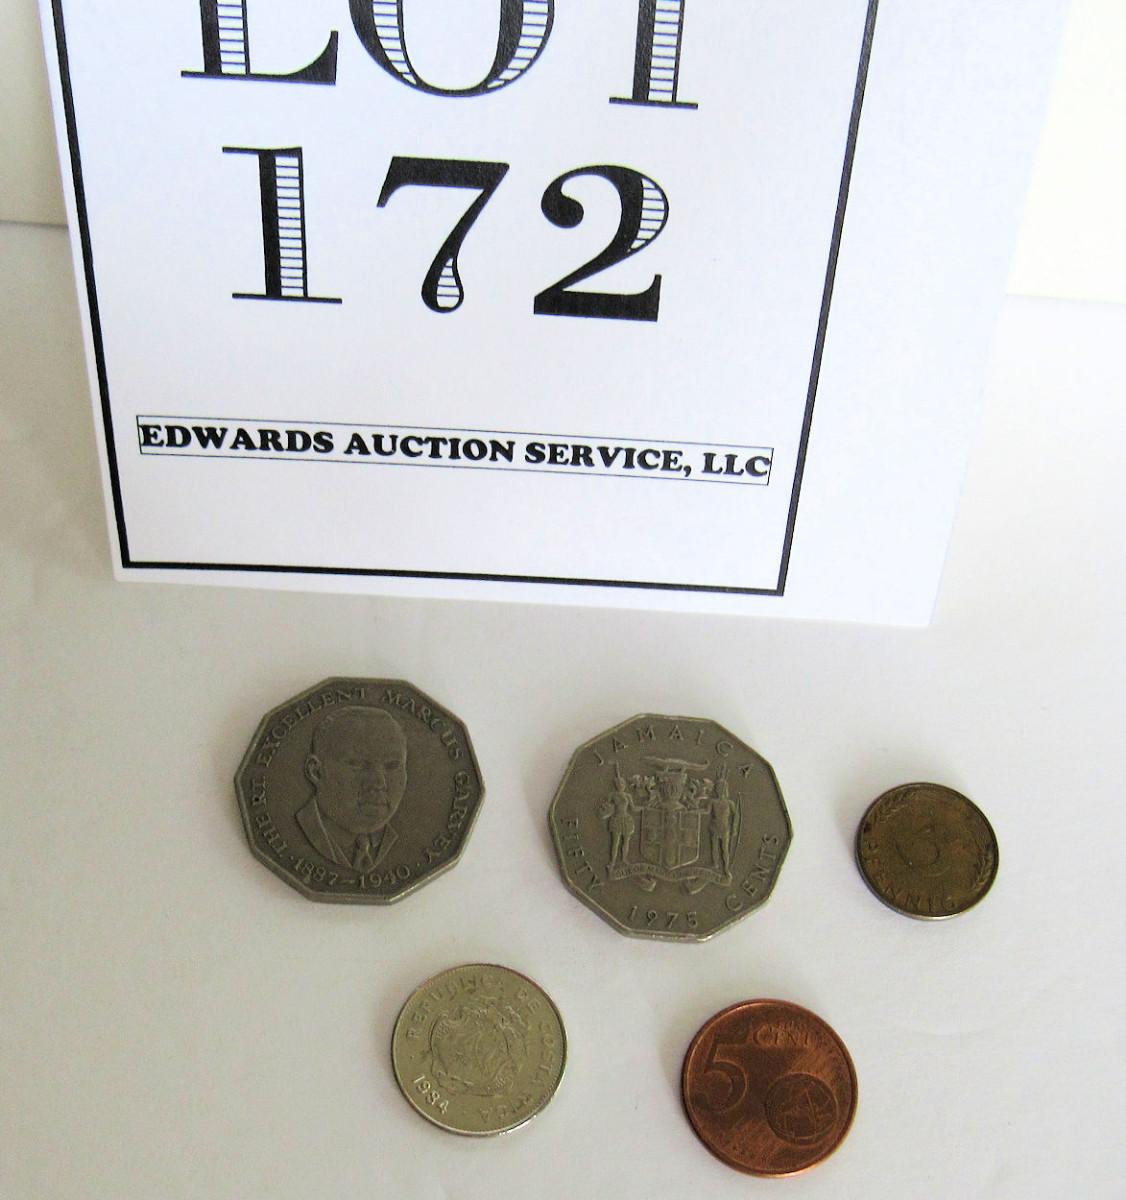 LOT
172
EDWARDS AUCTION SERVICE, LLC
THE RT. EXCELLENT MARCUS GARVEY
1887-1940
JAMAICA
FIFTY CENTS
1975
PFENNIG
REPUBLICA DE COSTA RICA
1984
5 CENT